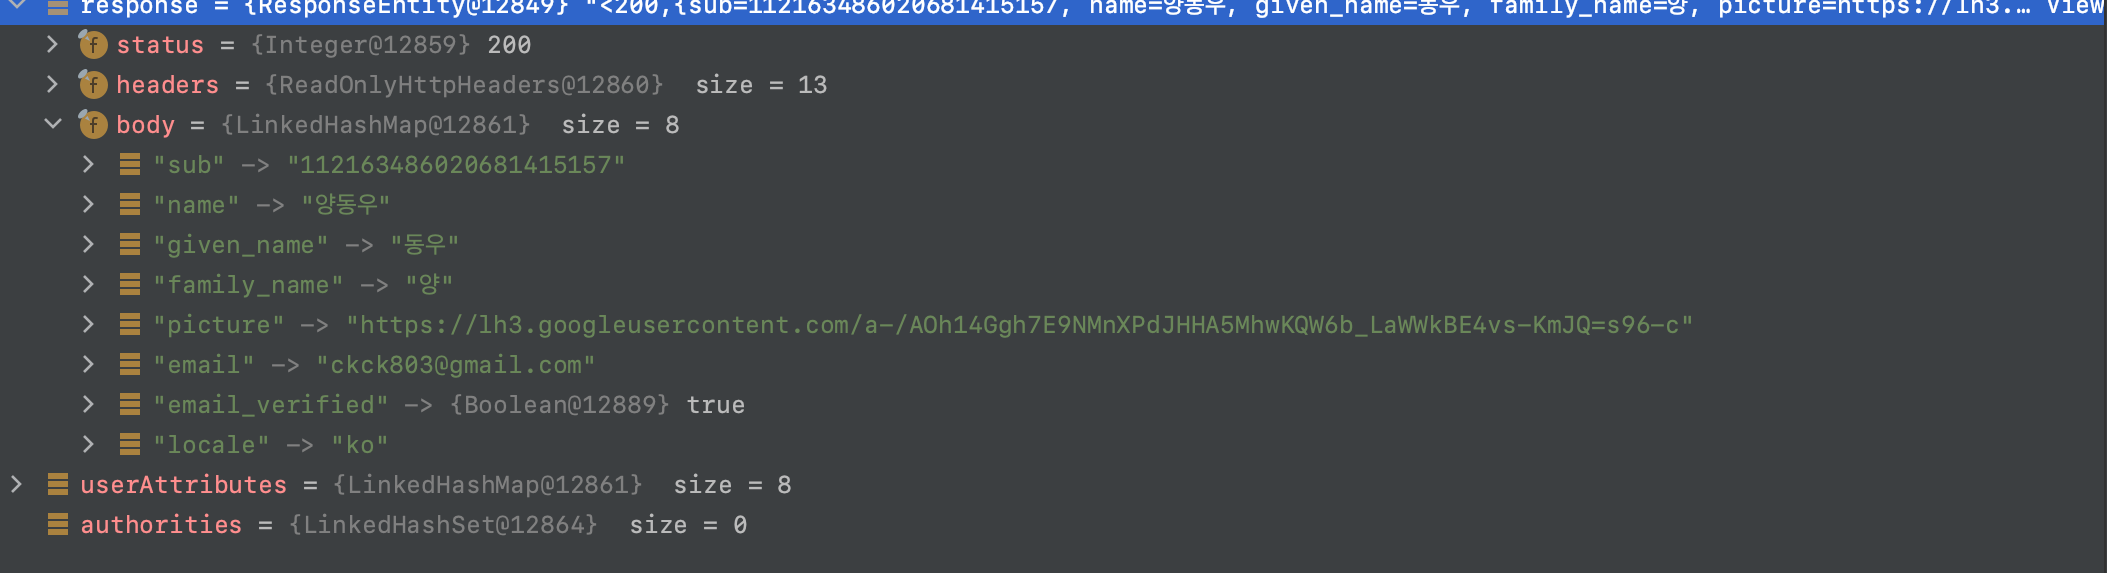 response = {ResponseEntity@12849} "<200,{sub=112163486020681415157, name=양동우, given_name=동우, family_name=양, picture=https://lh3.... View
status = {Integer@12859} 200
headers = {ReadOnlyHttpHeaders@12860} size = 13
body = {LinkedHashMap@12861} size = 8
"sub" -> "112163486020681415157"
"name" -> "양동우"
"given_name" -> "동우"
"family_name" -> "양"
"picture" -> "https://lh3.googleusercontent.com/a-/AOh14Ggh7E9NMnXPdJHHA5MhwKQW6b_LaWWkBE4vs-KmJQ=s96-c"
"email" -> "ckck803@gmail.com"
"email_verified" -> {Boolean@12889} true
"locale" -> "ko"
userAttributes = {LinkedHashMap@12861} size = 8
authorities = {LinkedHashSet@12864} size = 0